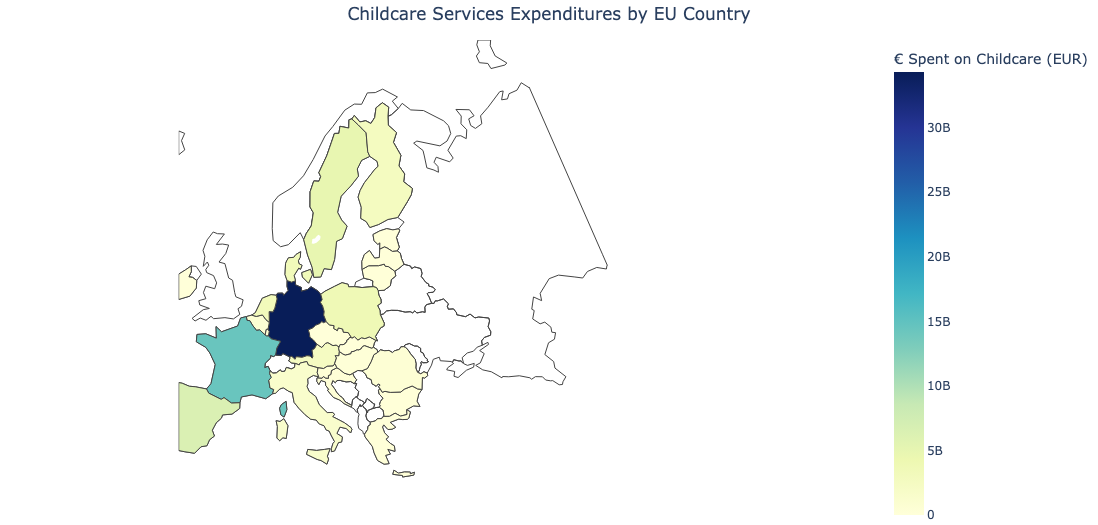 Childcare Services Expenditures by EU Country
€ Spent on Childcare (EUR)
30B
25B
20B
15B
10B
5B
0